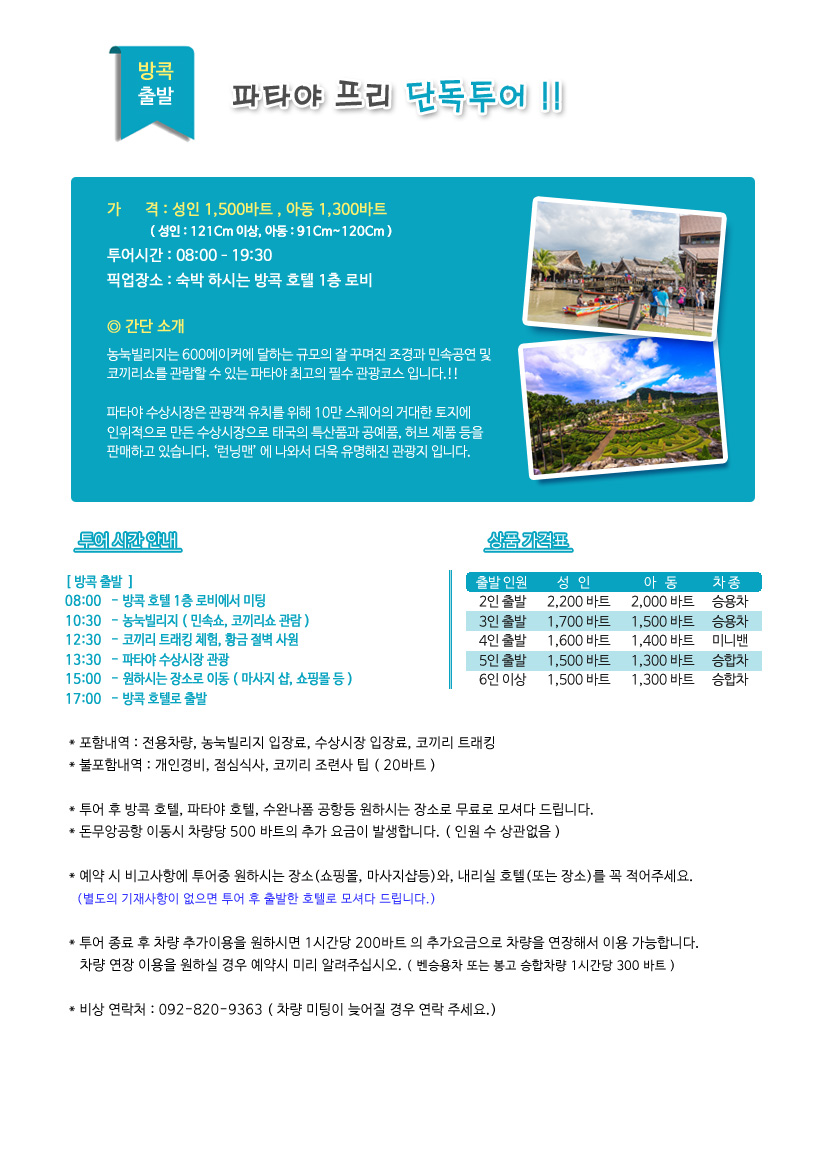 방콕
출발
파타야 프리 단독투어 !!
가 격 : 성인 1,500바트 , 아동 1,300바트
( 성인 : 121Cm 이상, 아동 : 91Cm~120Cm )
투어시간 : 08:00 - 19:30
픽업장소 : 숙박 하시는 방콕 호텔 1층 로비
◎ 간단 소개
농눅빌리지는 600에이커에 달하는 규모의 잘 꾸며진 조경과 민속공연 및
코끼리쇼를 관람할 수 있는 파타야 최고의 필수 관광코스 입니다.!!
파타야 수상시장은 관광객 유치를 위해 10만 스퀘어의 거대한 토지에
인위적으로 만든 수상시장으로 태국의 특산품과 공예품, 허브 제품 등을
판매하고 있습니다. ‘런닝맨’ 에 나와서 더욱 유명해진 관광지 입니다.
투어 시간 안내
[ 방콕 출발 ]
08:00 - 방콕 호텔 1층 로비에서 미팅
10:30 - 농눅빌리지 ( 민속쇼, 코끼리쇼 관람 )
12:30 - 코끼리 트래킹 체험, 황금 절벽 사원
13:30 - 파타야 수상시장 관광
15:00 - 원하시는 장소로 이동 ( 마사지 샵, 쇼핑몰 등 )
17:00 - 방콕 호텔로 출발
상품 가격표
출발 인원 성 인 아 동 차 종
2인 출발 2,200 바트 2,000 바트 승용차
3인 출발 1,700 바트 1,500 바트 승용차
4인 출발 1,600 바트 1,400 바트 미니밴
5인 출발 1,500 바트 1,300 바트 승합차
6인 이상 1,500 바트 1,300 바트 승합차
* 포함내역 : 전용차량, 농눅빌리지 입장료, 수상시장 입장료, 코끼리 트래킹
* 불포함내역 : 개인경비, 점심식사, 코끼리 조련사 팁 ( 20바트 )
* 투어 후 방콕 호텔, 파타야 호텔, 수완나폼 공항등 원하시는 장소로 무료로 모셔다 드립니다.
* 돈무앙공항 이동시 차량당 500 바트의 추가 요금이 발생합니다. ( 인원 수 상관없음 )
* 예약 시 비고사항에 투어중 원하시는 장소(쇼핑몰, 마사지샵등)와, 내리실 호텔(또는 장소)를 꼭 적어주세요.
(별도의 기재사항이 없으면 투어 후 출발한 호텔로 모셔다 드립니다.)
* 투어 종료 후 차량 추가이용을 원하시면 1시간당 200바트 의 추가요금으로 차량을 연장해서 이용 가능합니다.
차량 연장 이용을 원하실 경우 예약시 미리 알려주십시오. ( 벤승용차 또는 봉고 승합차량 1시간당 300 바트 )
* 비상 연락처 : 092-820-9363 ( 차량 미팅이 늦어질 경우 연락 주세요.)